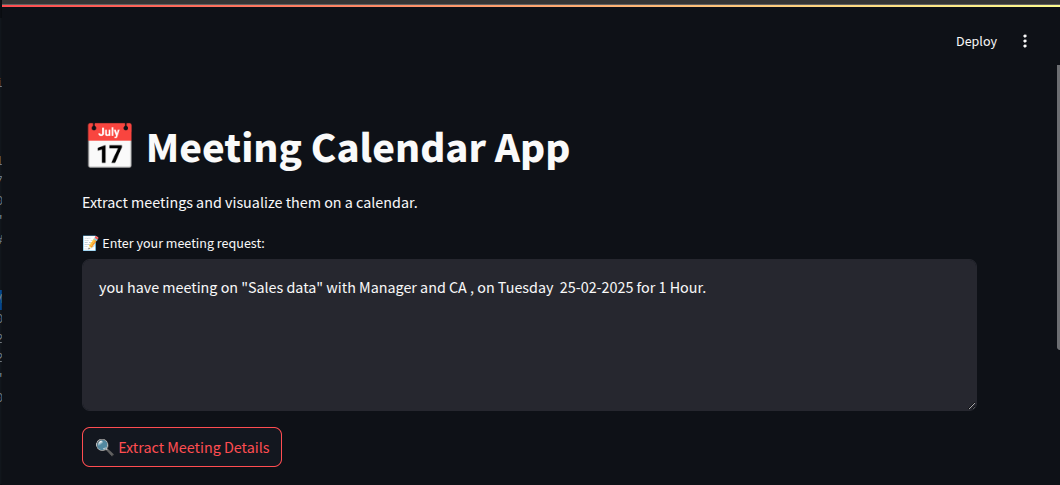 Deploy
July
17
Meeting Calendar App
Extract meetings and visualize them on a calendar.
Enter your meeting request:
you have meeting on "Sales data" with Manager and CA , on Tuesday  25-02-2025 for 1 Hour.
Extract Meeting Details